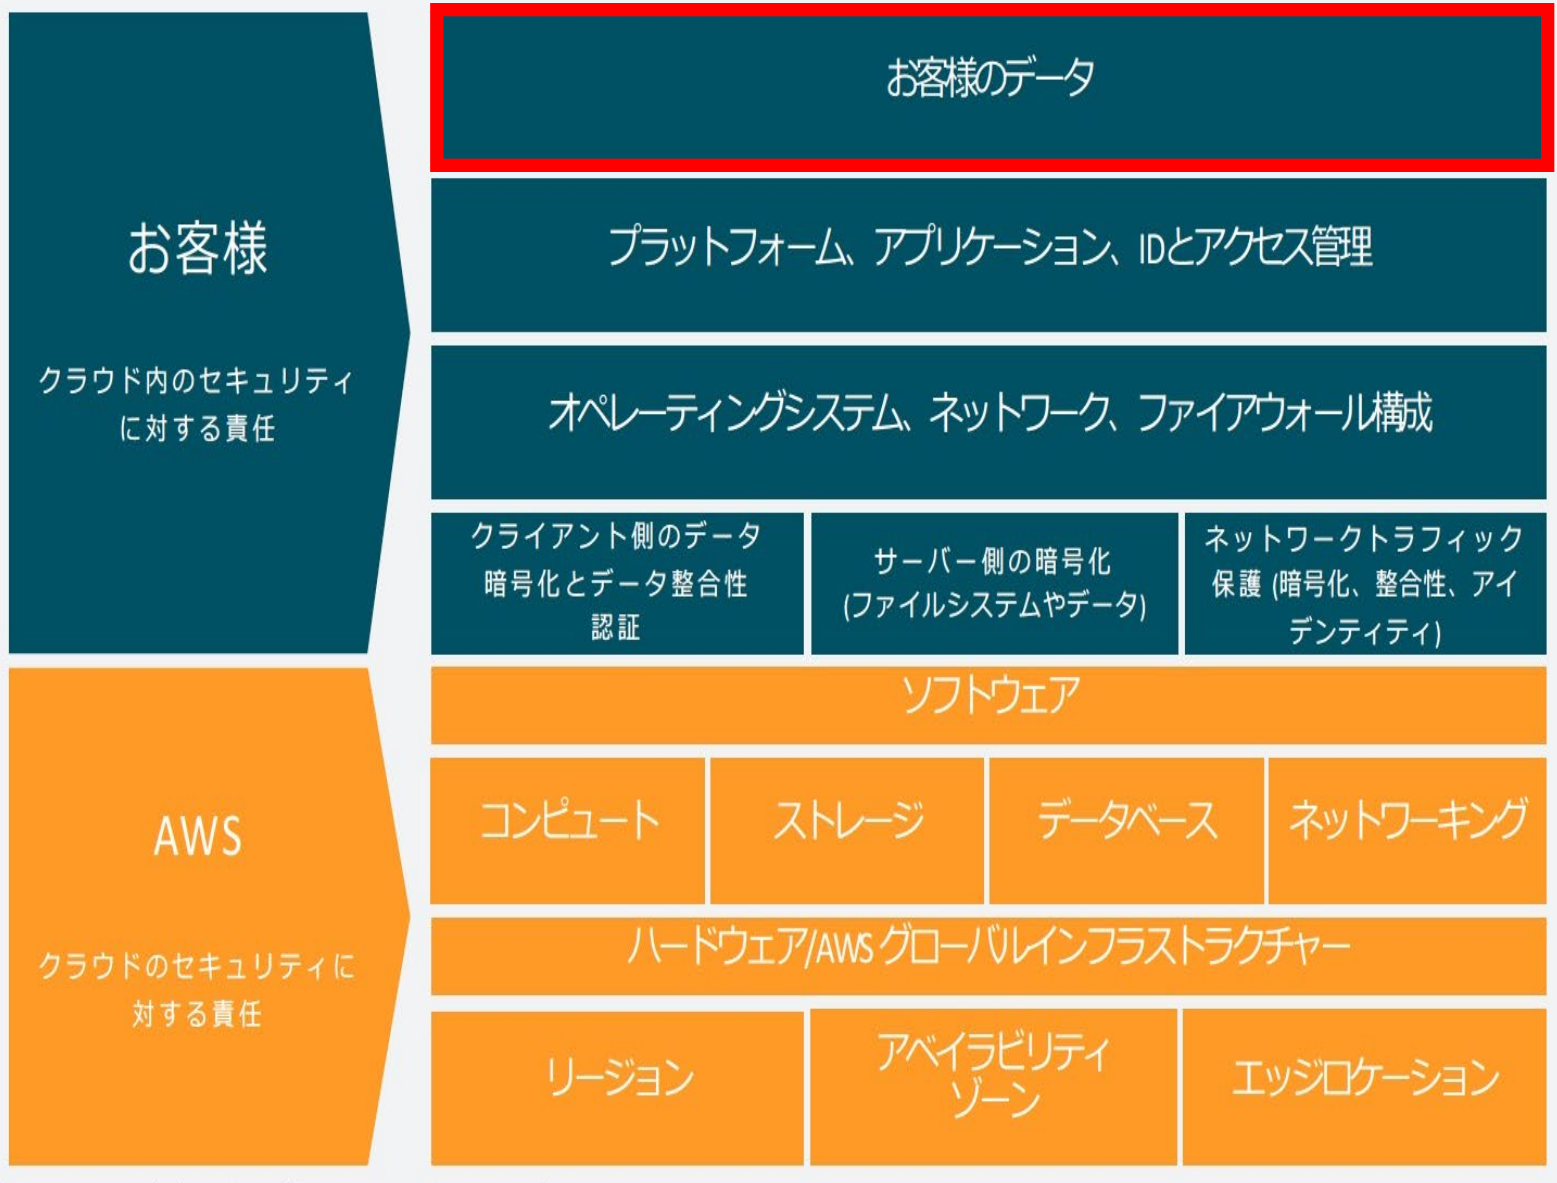 お客様
クラウド内のセキュリティ
に対する責任
お客様のデータ
プラットフォーム、アプリケーション、IDとアクセス管理
オペレーティングシステム、ネットワーク、ファイアウォール構成
クライアント側のデータ
暗号化とデータ整合性
認証
サーバー側の暗号化
(ファイルシステムやデータ)
ネットワークトラフィック
保護 (暗号化、整合性、アイ
デンティティ)
AWS
クラウドのセキュリティに
対する責任
ソフトウェア
コンピュート
ストレージ
データベース
ネットワーキング
ハードウェア/AWS グローバルインフラストラクチャー
リージョン
アベイラビリティ
ゾーン
エッジロケーション